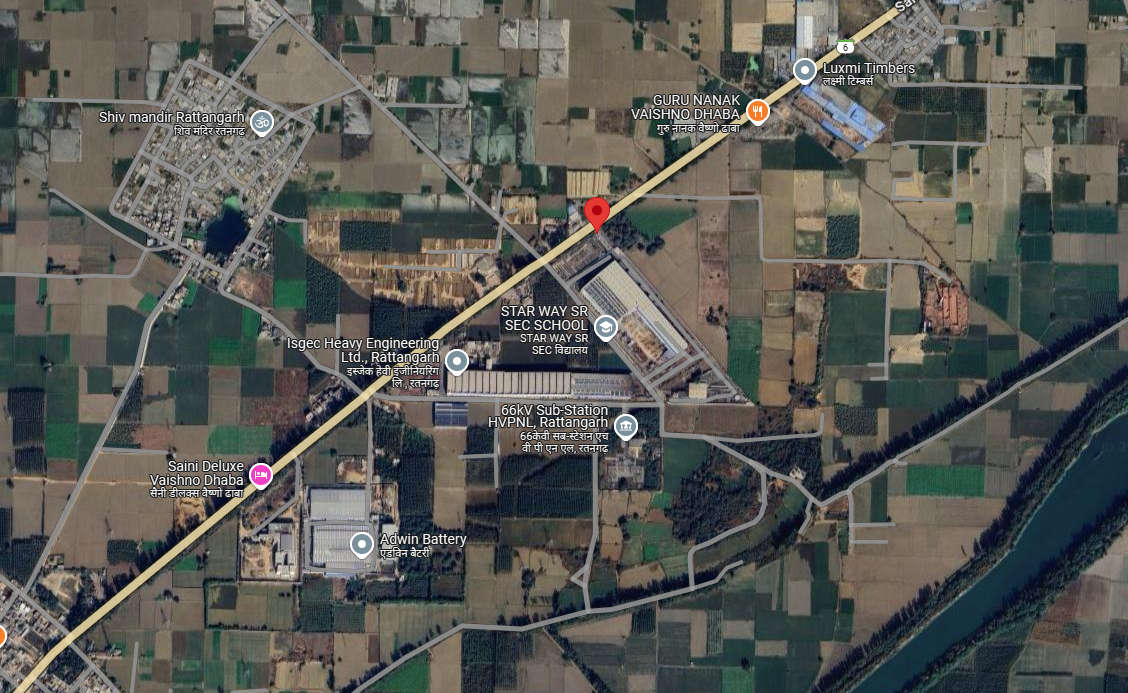 Sa
6
Luxmi Timbers
लक्ष्मी टिम्बर्स
GURU NANAK
VAISHNO DHABA
गुरु नानक वैष्णो ढाबा
Shiv mandir Rattangarh
शिव मंदिर रतनगढ़
STAR WAY SR
SEC SCHOOL
STAR WAY SR
SEC विद्यालय
Isgec Heavy Engineering
Ltd., Rattangarh
इस्जेक हेवी इंजीनियरिंग
लि., रतनगढ़
66kV Sub-Station
HVPNL, Rattangarh
66केवी सब-स्टेशन एच
वी पी एन एल, रतनगढ़
Saini Deluxe
Vaishno Dhaba
सैनी डीलक्स वैष्णो ढाबा
Adwin Battery
एडविन बैटरी